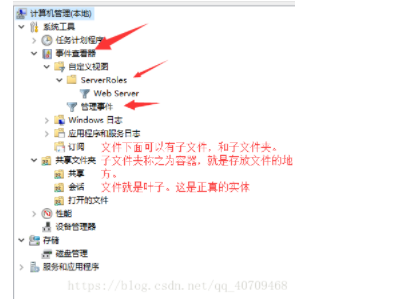 计算机管理(本地)
系统工具
任务计划程序
事件查看器
自定义视图
ServerRoles
Web Server
管理事件
Windows 日志
应用程序和服务日志
订阅 文件下面可以有子文件，和子文件夹。
共享文件夹 子文件夹称之为容器，就是存放文件的地
共享 方。
会话 文件就是叶子。这是正真的实体
打开的文件
性能
设备管理器
存储
磁盘管理
服务和应用程序
https://blog.csdn.net/qq_40709468